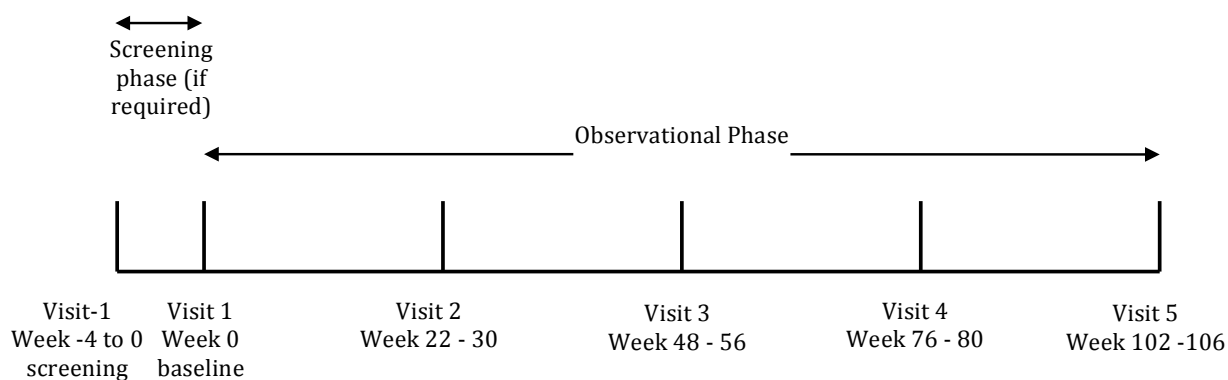 Screening
phase (if
required)
Observational Phase
Visit-1
Week -4 to 0
screening
Visit 1
Week 0
baseline
Visit 2
Week 22 - 30
Visit 3
Week 48 - 56
Visit 4
Week 76 - 80
Visit 5
Week 102 -106